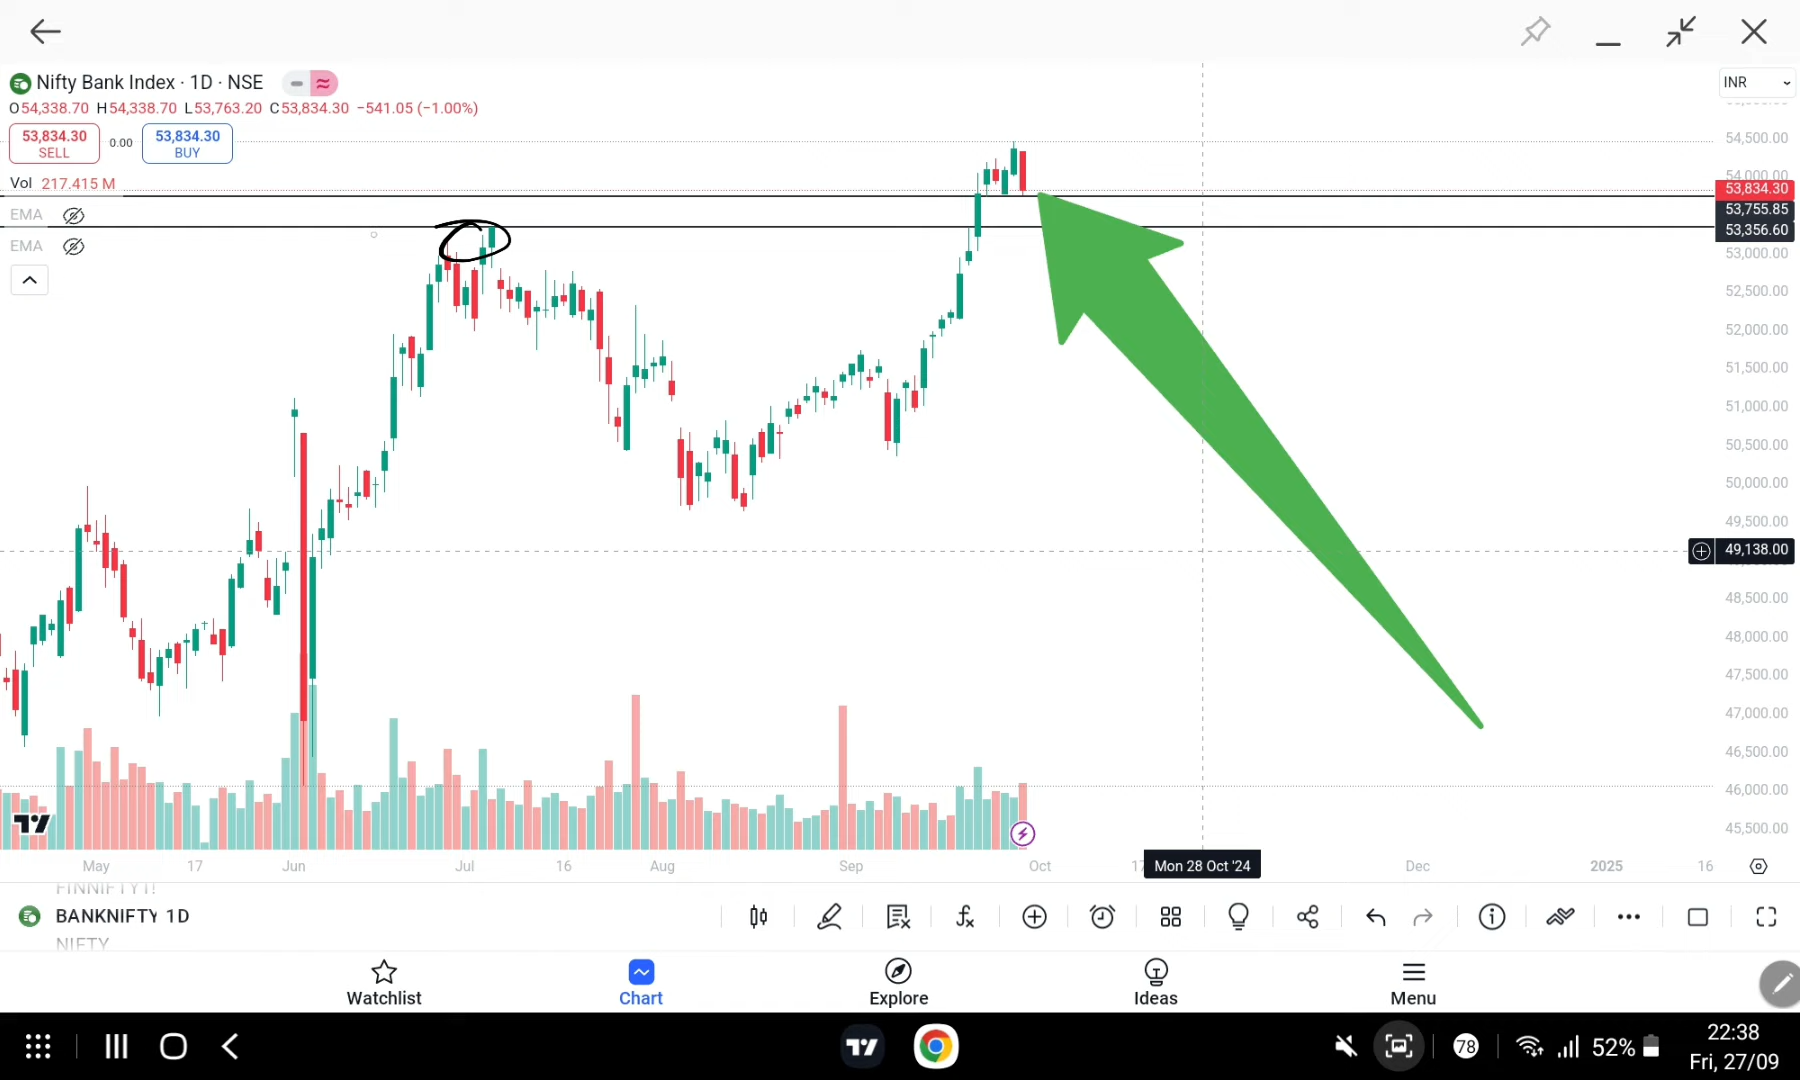 Nifty Bank Index · 1D · NSE
O54,338.70 H54,338.70 L53,763.20 C53,834.30 −541.05 (−1.00%)
53,834.30
SELL
0.00
53,834.30
BUY
Vol 217.415 M
EMA
EMA
INR
54,500.00
54,000.00
53,834.30
53,755.85
53,356.60
53,000.00
52,500.00
52,000.00
51,500.00
51,000.00
50,500.00
50,000.00
49,500.00
49,138.00
48,500.00
48,000.00
47,500.00
47,000.00
46,500.00
46,000.00
45,500.00
May 17 Jun Jul 16 Aug Sep Oct Mon 28 Oct '24 Dec 2025 16
FINNIFTY1!
BANKNIFTY 1D
NIFTY
Watchlist Chart Explore Ideas Menu
78 52% 22:38
Fri, 27/09